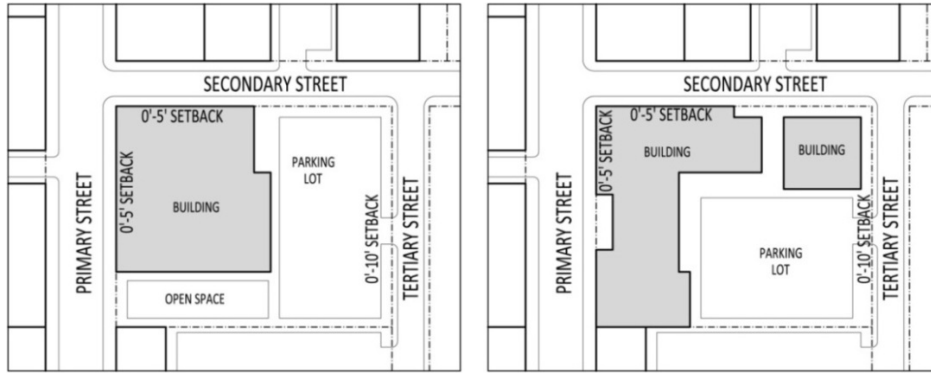 SECONDARY STREET
0'-5' SETBACK
0'-5' SETBACK
PRIMARY STREET
BUILDING
PARKING
LOT
0'-10' SETBACK
TERTIARY STREET
OPEN SPACE
SECONDARY STREET
0'-5' SETBACK
0'-5' SETBACK
PRIMARY STREET
BUILDING
BUILDING
PARKING
LOT
0'-10' SETBACK
TERTIARY STREET